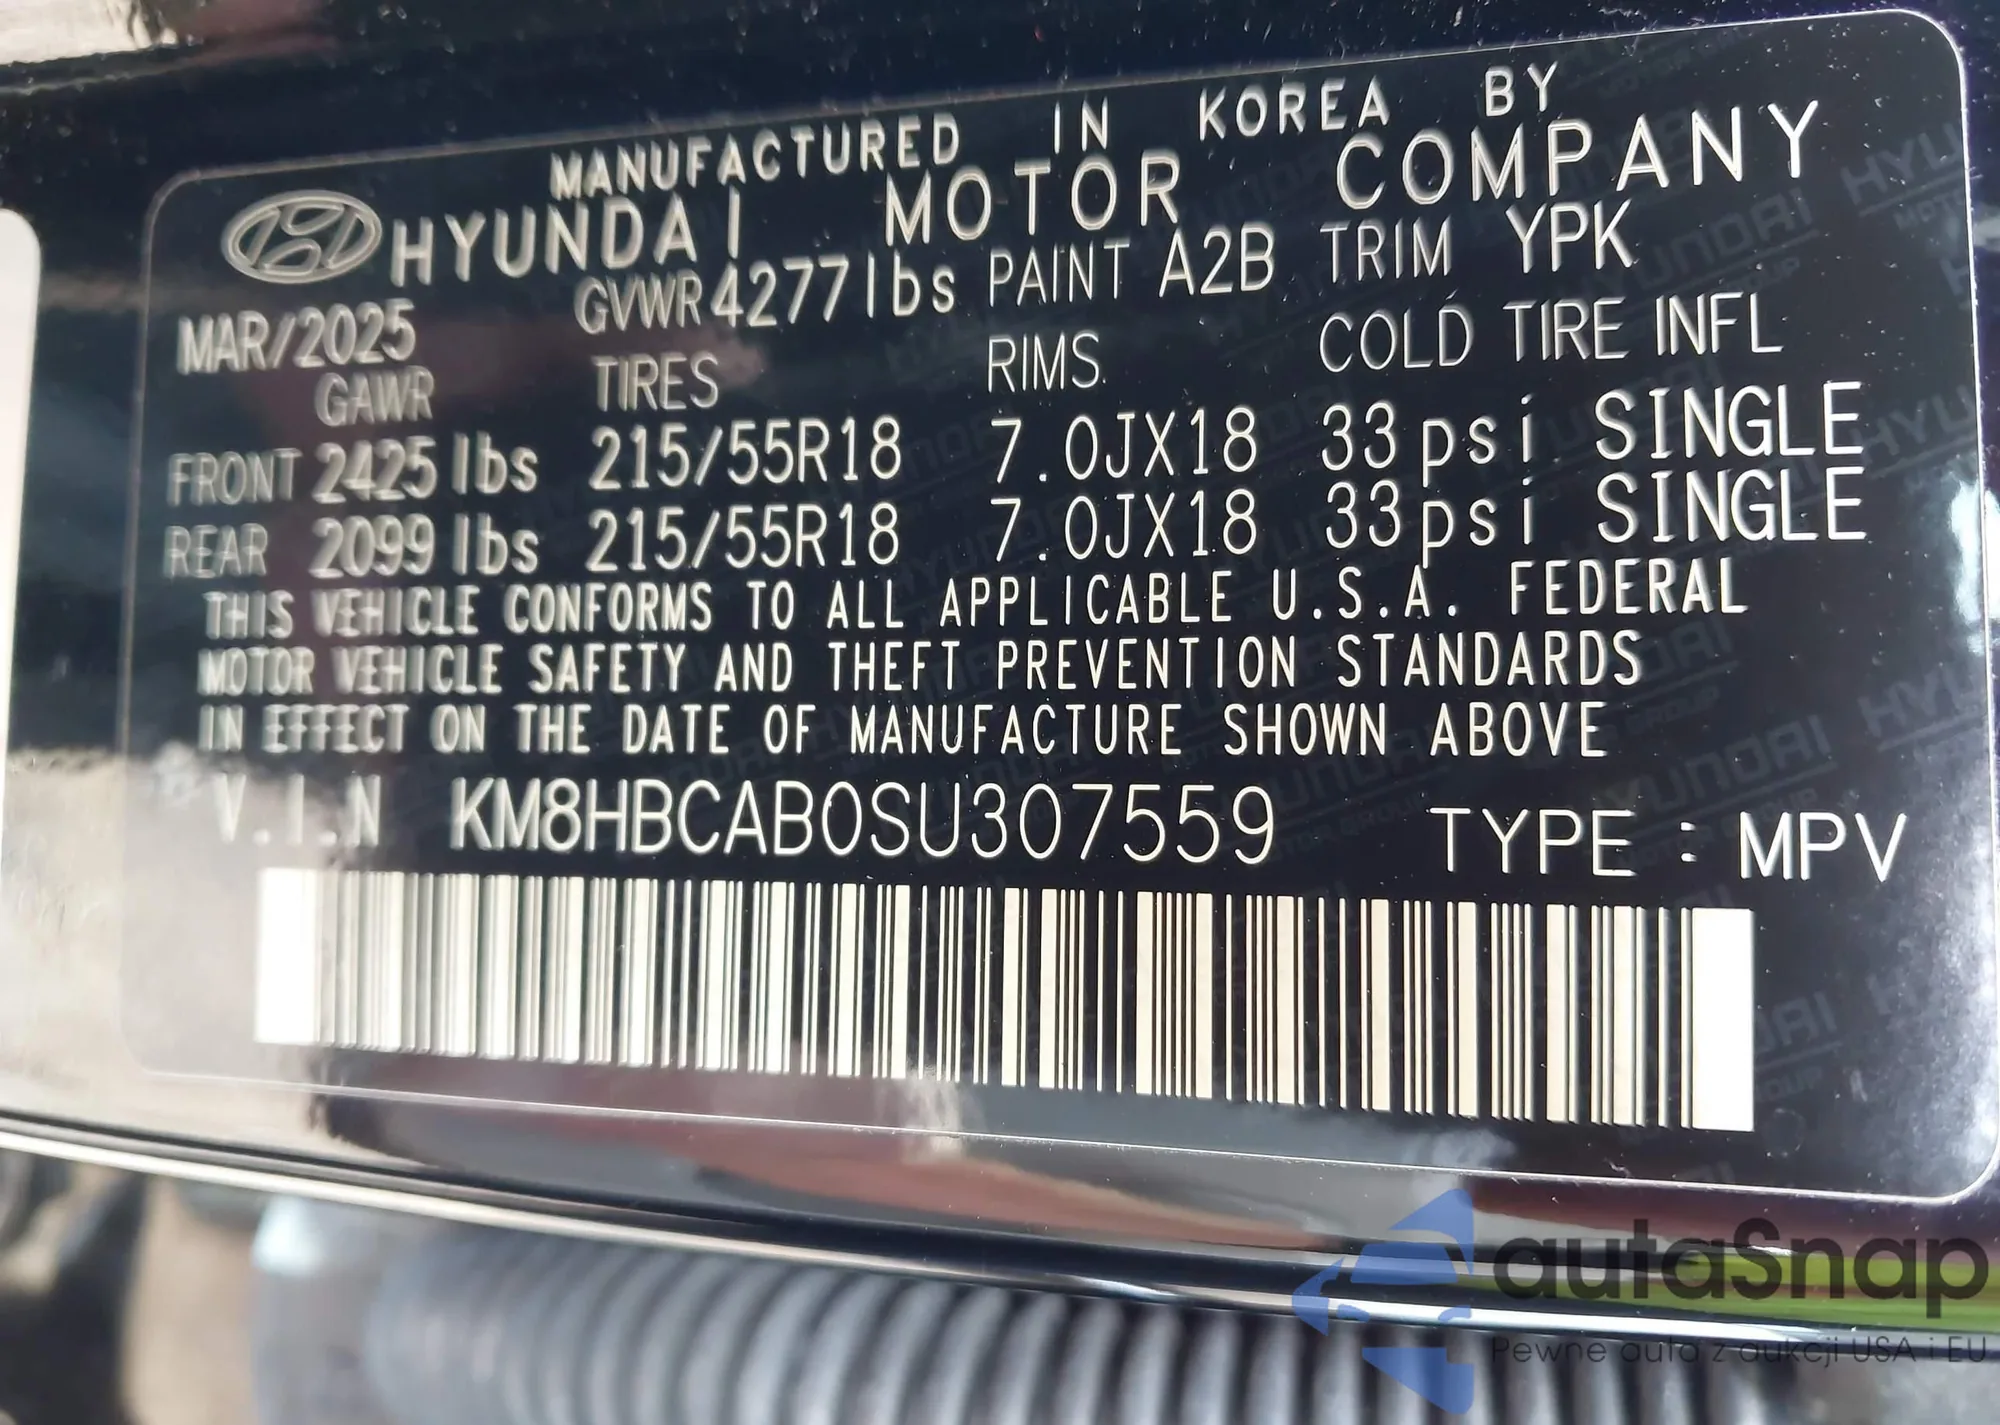 MANUFACTURED IN KOREA BY
HYUNDAI MOTOR COMPANY
MAR/2025 GVWR 4277lbs PAINT A2B TRIM YPK
GAWR TIRES RIMS COLD TIRE INFL
FRONT 2425 lbs 215/55R18 7.0JX18 33psi SINGLE
REAR 2099 lbs 215/55R18 7.0JX18 33psi SINGLE
THIS VEHICLE CONFORMS TO ALL APPLICABLE U.S.A. FEDERAL
MOTOR VEHICLE SAFETY AND THEFT PREVENTION STANDARDS
IN EFFECT ON THE DATE OF MANUFACTURE SHOWN ABOVE
V.I.N KM8HBCAB0SU307559 TYPE : MPV
autaSnap
Pewne auta z aukcji USA i EU